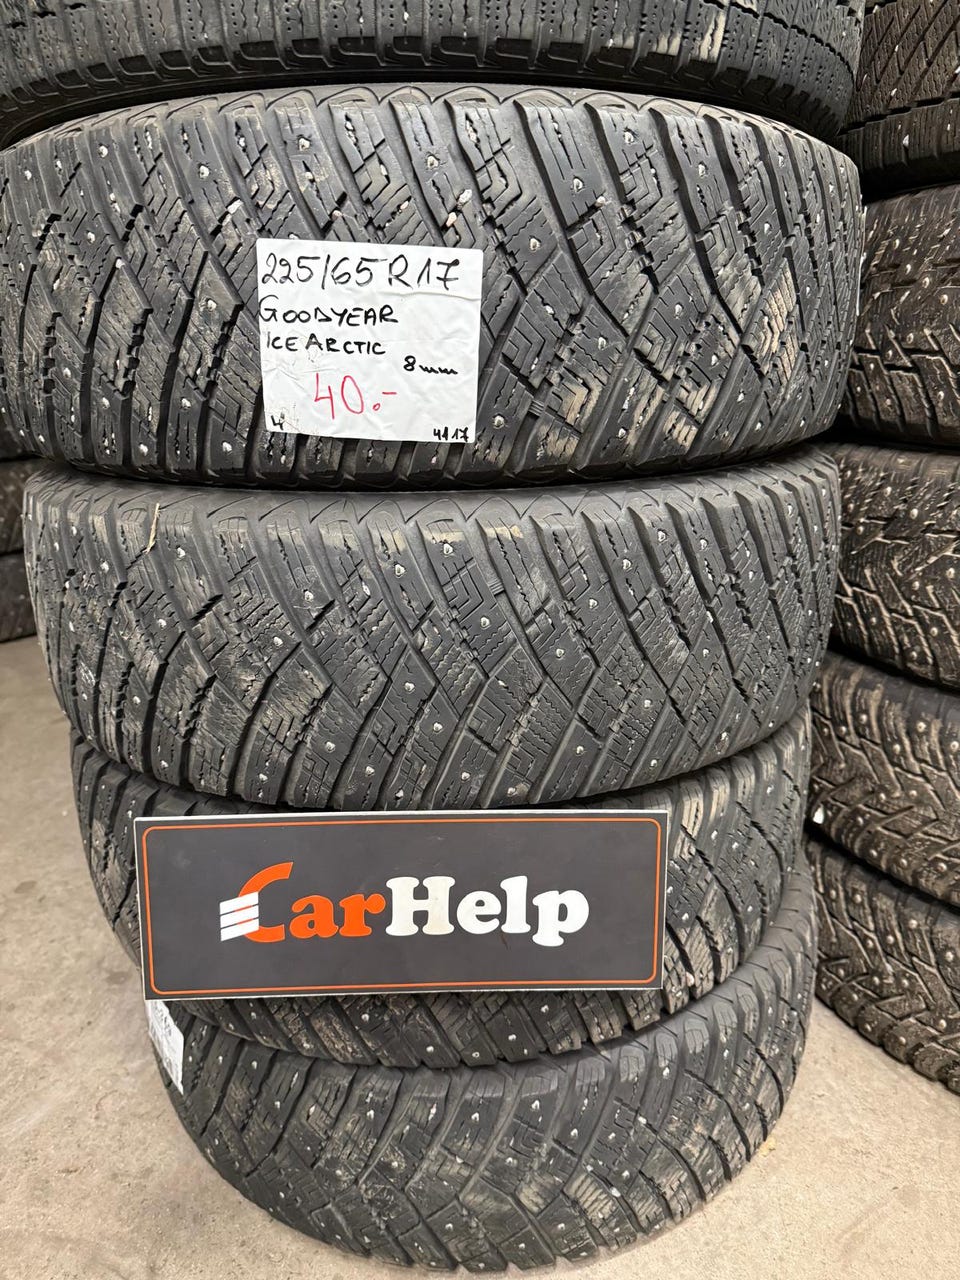 225/65 R17
GOODYEAR
ICE ARCTIC
8mm
40.-
4
4117
CarHelp